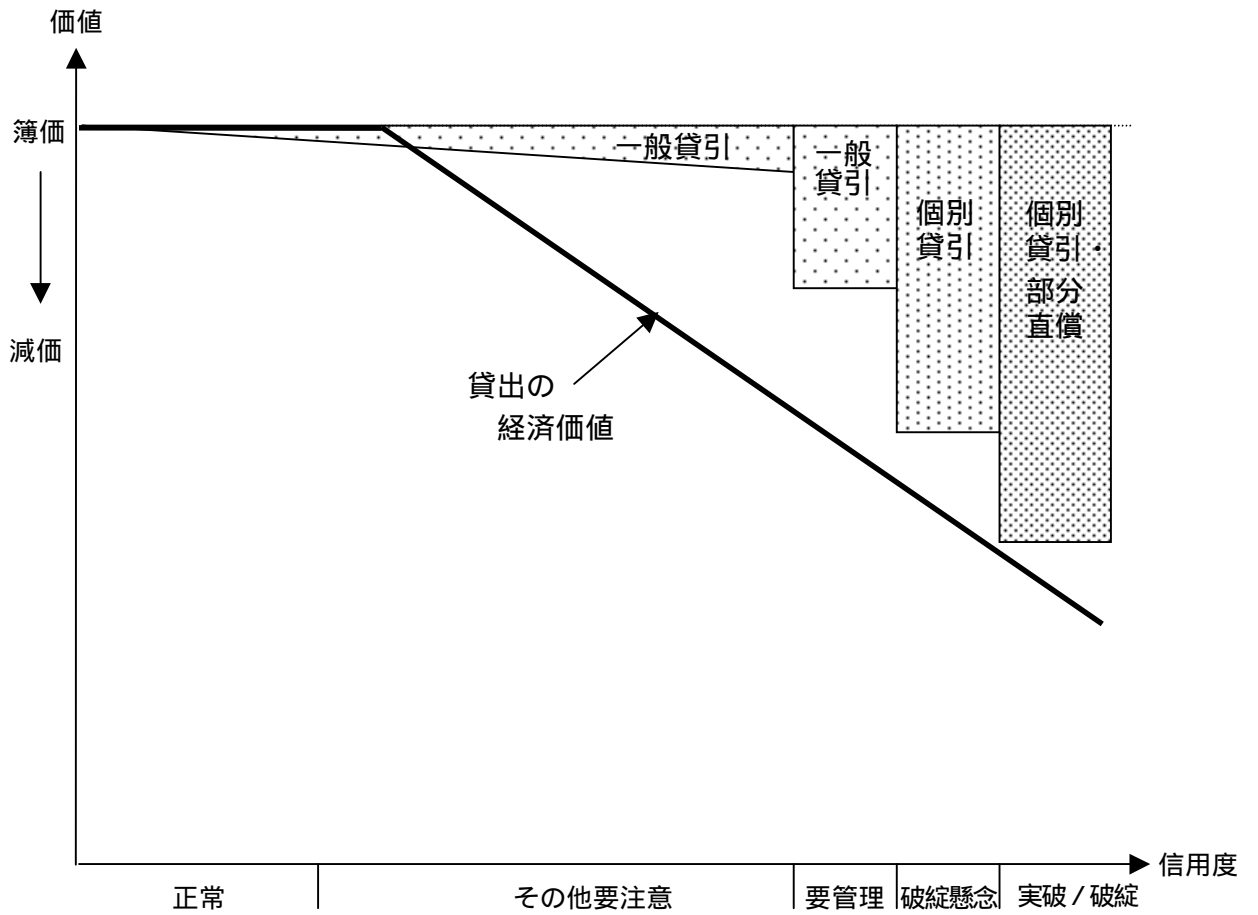 価値
簿価
減価
一般貸引
一般
貸引
個別
貸引
個別
貸引・
部分
直償
貸出の
経済価値
信用度
正常
その他要注意
要管理
破綻懸念
実破/破綻